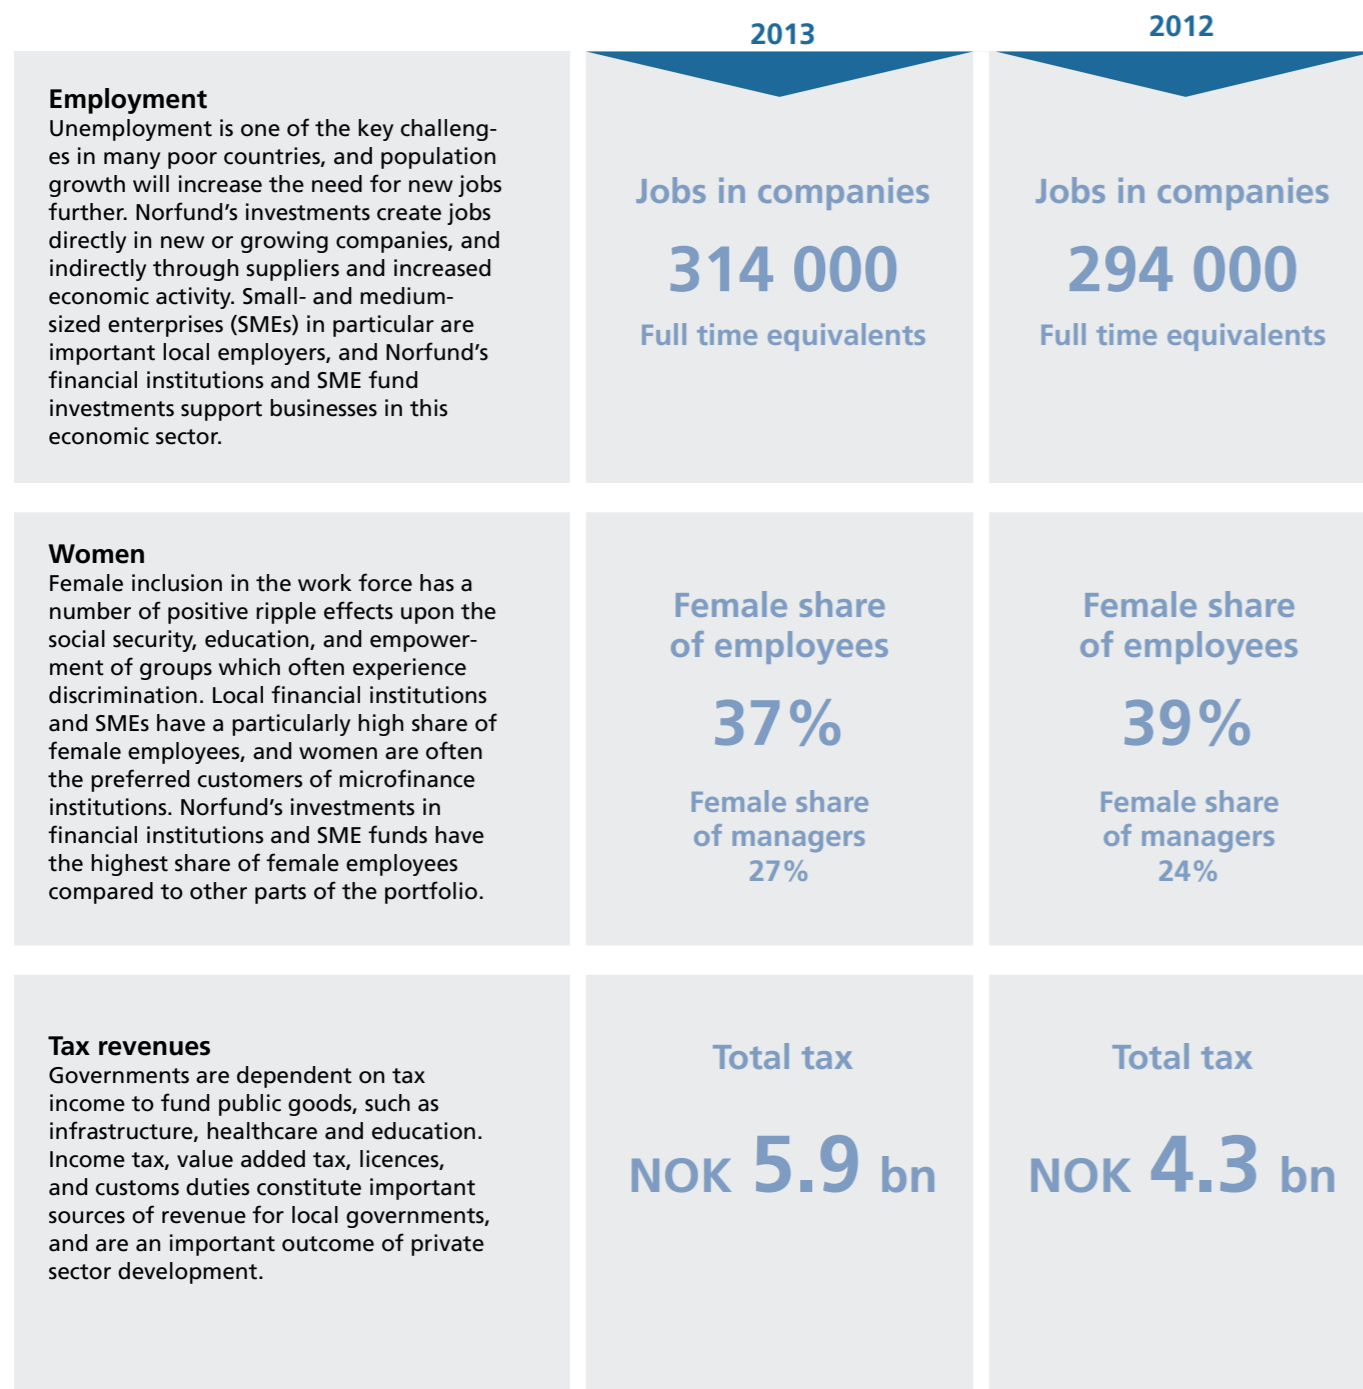 2013
2012
Employment
Unemployment is one of the key challeng-
es in many poor countries, and population
growth will increase the need for new jobs
further. Norfund’s investments create jobs
directly in new or growing companies, and
indirectly through suppliers and increased
economic activity. Small- and medium-
sized enterprises (SMEs) in particular are
important local employers, and Norfund’s
financial institutions and SME fund
investments support businesses in this
economic sector.
Jobs in companies
314 000
Full time equivalents
Jobs in companies
294 000
Full time equivalents
Women
Female inclusion in the work force has a
number of positive ripple effects upon the
social security, education, and empower-
ment of groups which often experience
discrimination. Local financial institutions
and SMEs have a particularly high share of
female employees, and women are often
the preferred customers of microfinance
institutions. Norfund’s investments in
financial institutions and SME funds have
the highest share of female employees
compared to other parts of the portfolio.
Female share
of employees
37%
Female share
of managers
27%
Female share
of employees
39%
Female share
of managers
24%
Tax revenues
Governments are dependent on tax
income to fund public goods, such as
infrastructure, healthcare and education.
Income tax, value added tax, licences,
and customs duties constitute important
sources of revenue for local governments,
and are an important outcome of private
sector development.
Total tax
NOK 5.9 bn
Total tax
NOK 4.3 bn